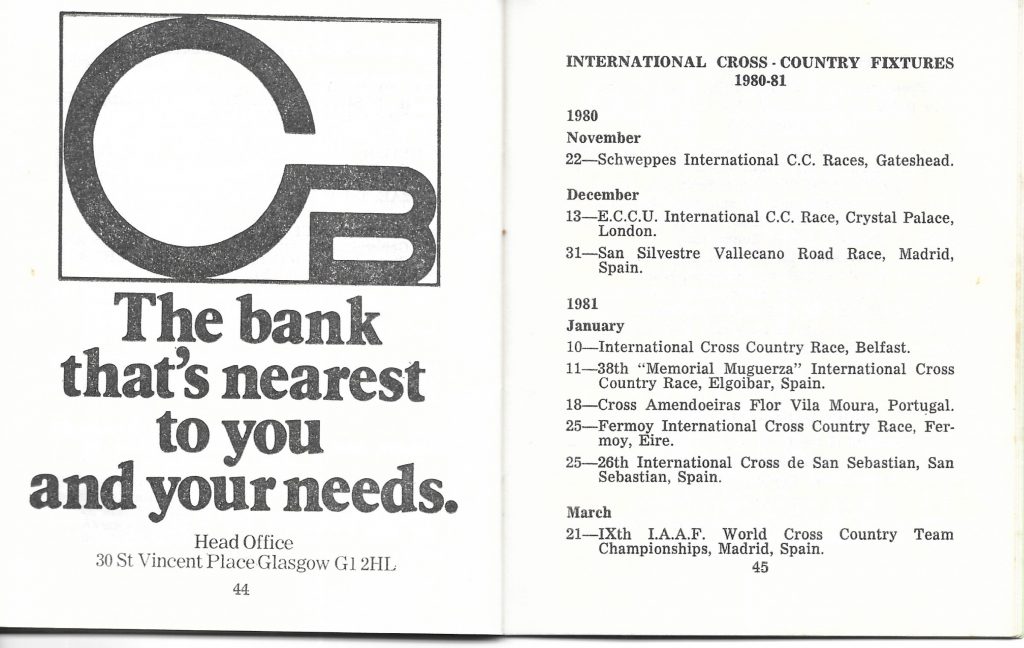 CB
The bank
that's nearest
to you
and your needs.
Head Office
30 St Vincent Place Glasgow G1 2HL
44
INTERNATIONAL CROSS-COUNTRY FIXTURES
1980-81
1980
November
22—Schweppes International C.C. Races, Gateshead.
December
13—E.C.C.U. International C.C. Race, Crystal Palace,
London.
31—San Silvestre Vallecano Road Race, Madrid,
Spain.
1981
January
10—International Cross Country Race, Belfast.
11—38th “Memorial Muguerza” International Cross
Country Race, Elgoibar, Spain.
18—Cross Amendoeiras Flor Vila Moura, Portugal.
25—Fermoy International Cross Country Race, Fer-
moy, Eire.
25—26th International Cross de San Sebastian, San
Sebastian, Spain.
March
21—IXth I.A.A.F. World Cross Country Team
Championships, Madrid, Spain.
45